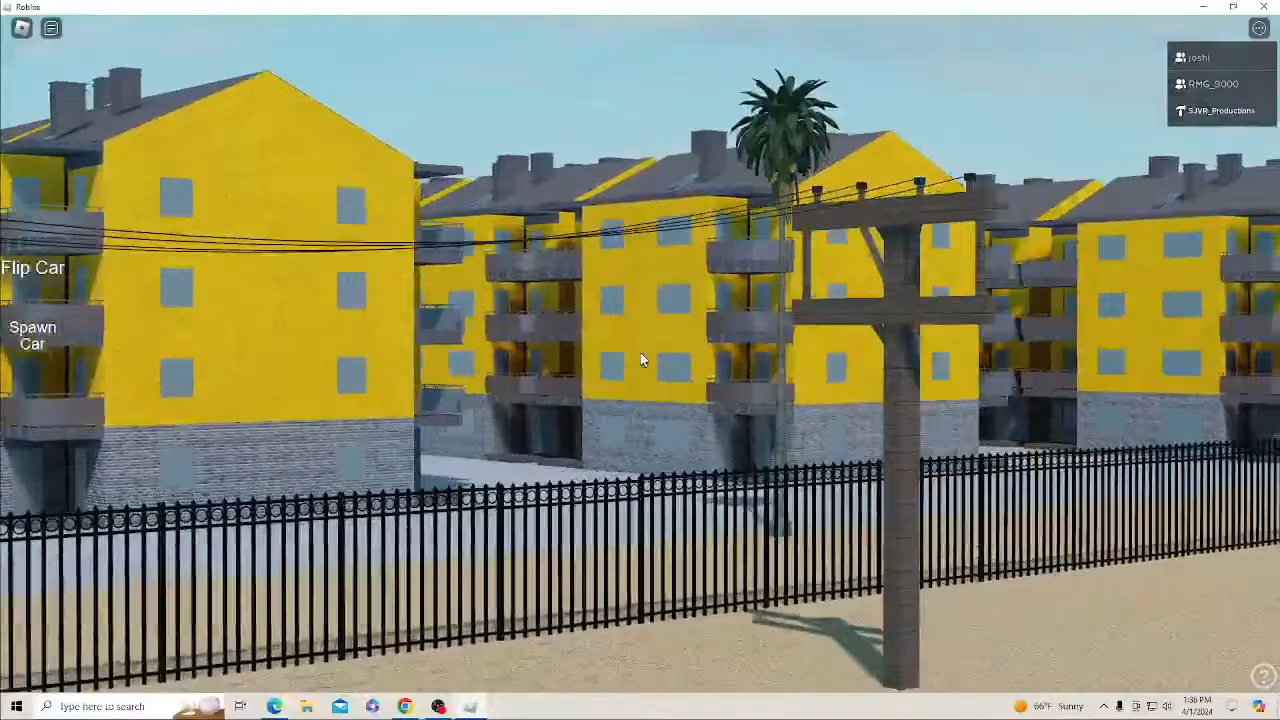 Roblox
joshi
RMG_9000
SJVR_Productions
Flip Car
Spawn
Car
Type here to search
66°F Sunny
1:36 PM
4/1/2024